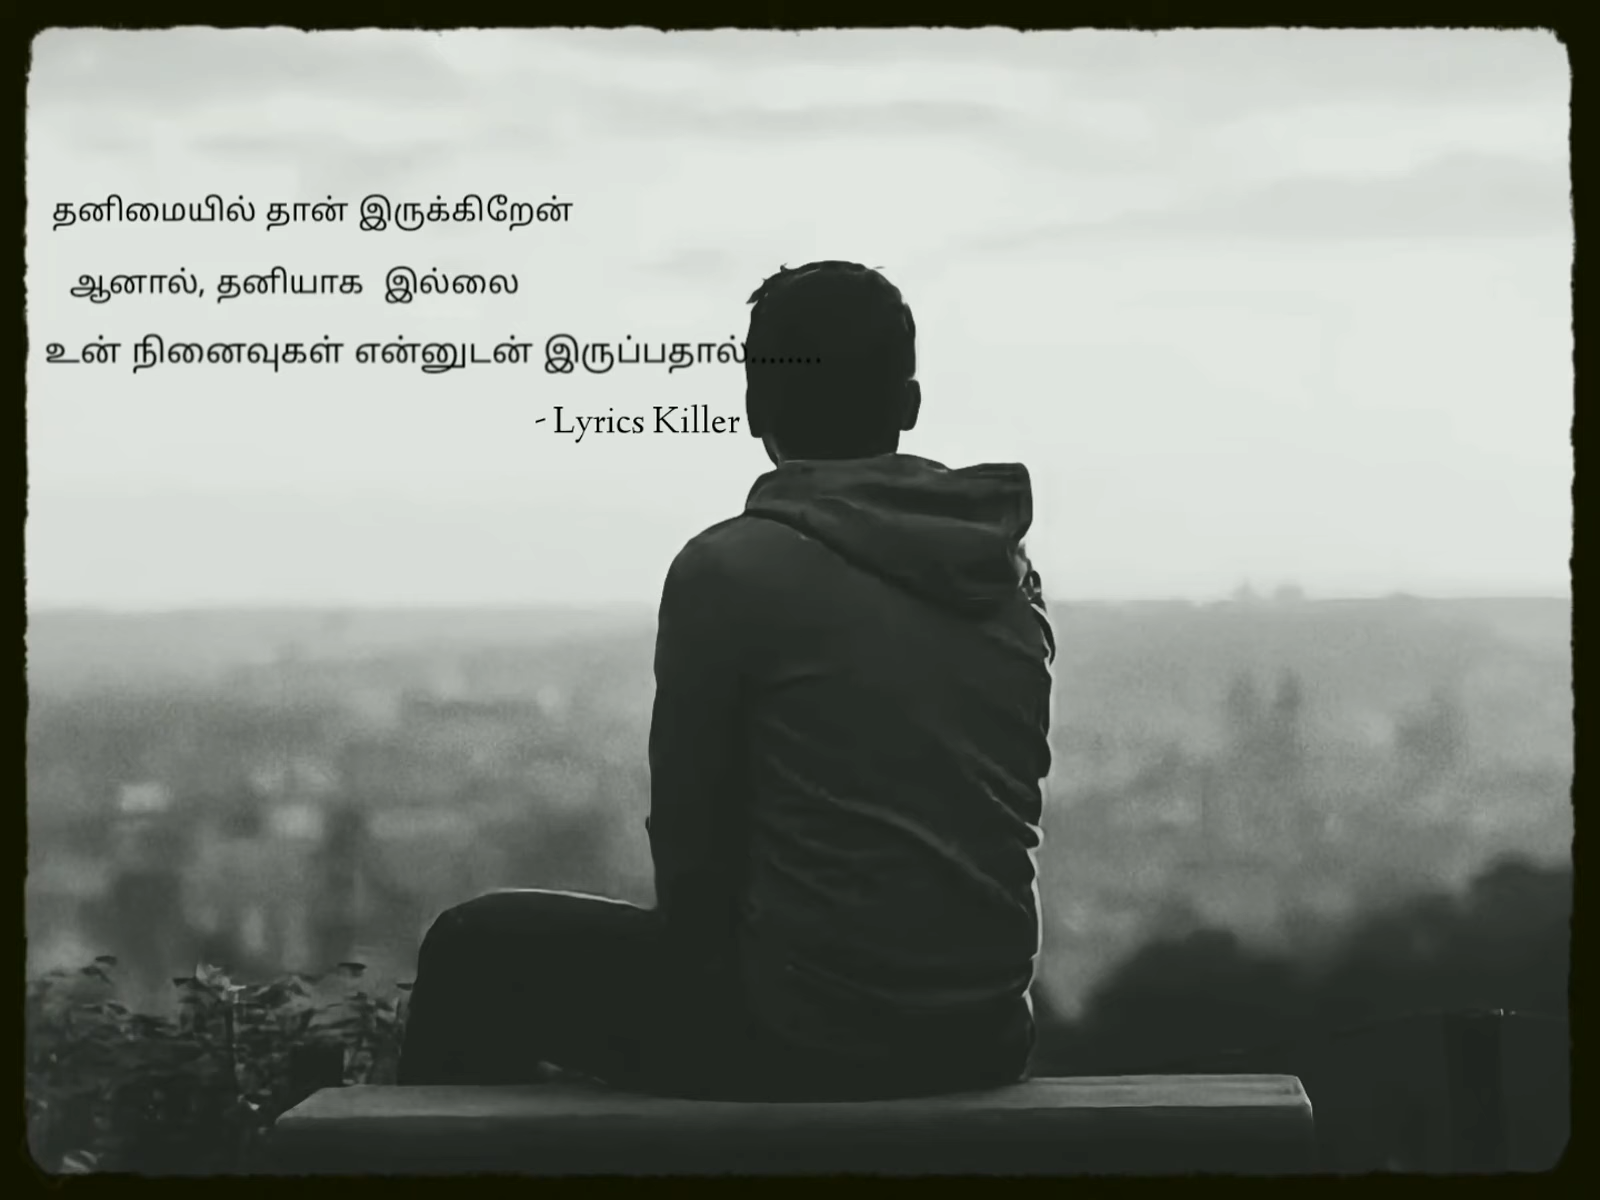 தனிமையில் தான் இருக்கிறேன்
ஆனால், தனியாக இல்லை
உன் நினைவுகள் என்னுடன் இருப்பதால்........
- Lyrics Killer